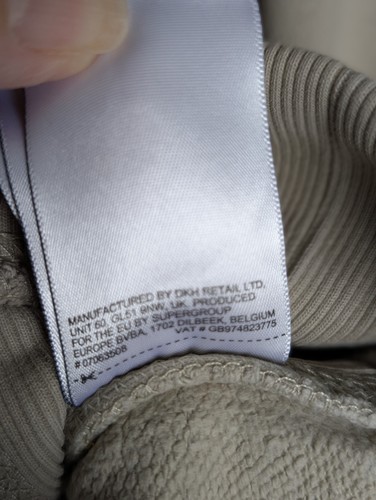 MANUFACTURED BY DKH RETAIL LTD,
UNIT 60, GL51 9NW, UK. PRODUCED
FOR THE EU BY SUPERGROUP
EUROPE BVBA, 1702 DILBEEK, BELGIUM
#07063508 VAT # GB974823775